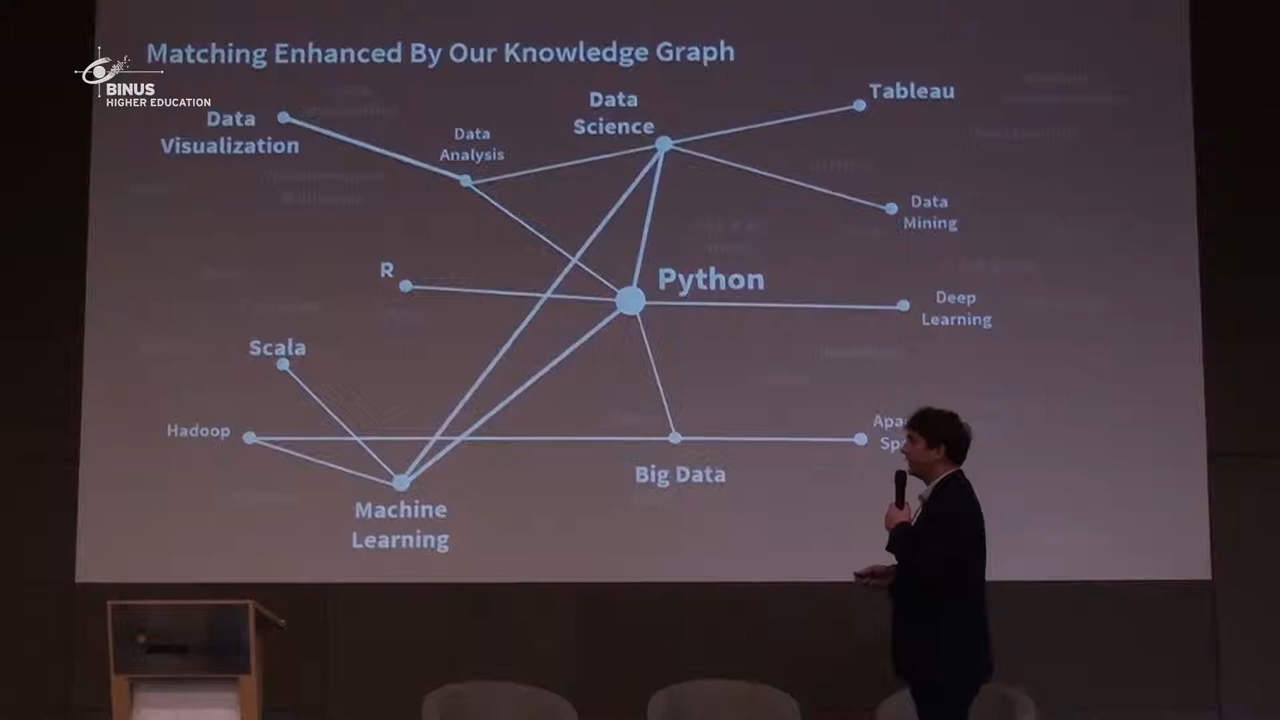 Matching Enhanced By Our Knowledge Graph
BINUS
HIGHER EDUCATION
Data
Visualization
Data
Analysis
Data
Science
Tableau
Data
Mining
R
Python
Deep
Learning
Scala
Hadoop
Big Data
Machine
Learning